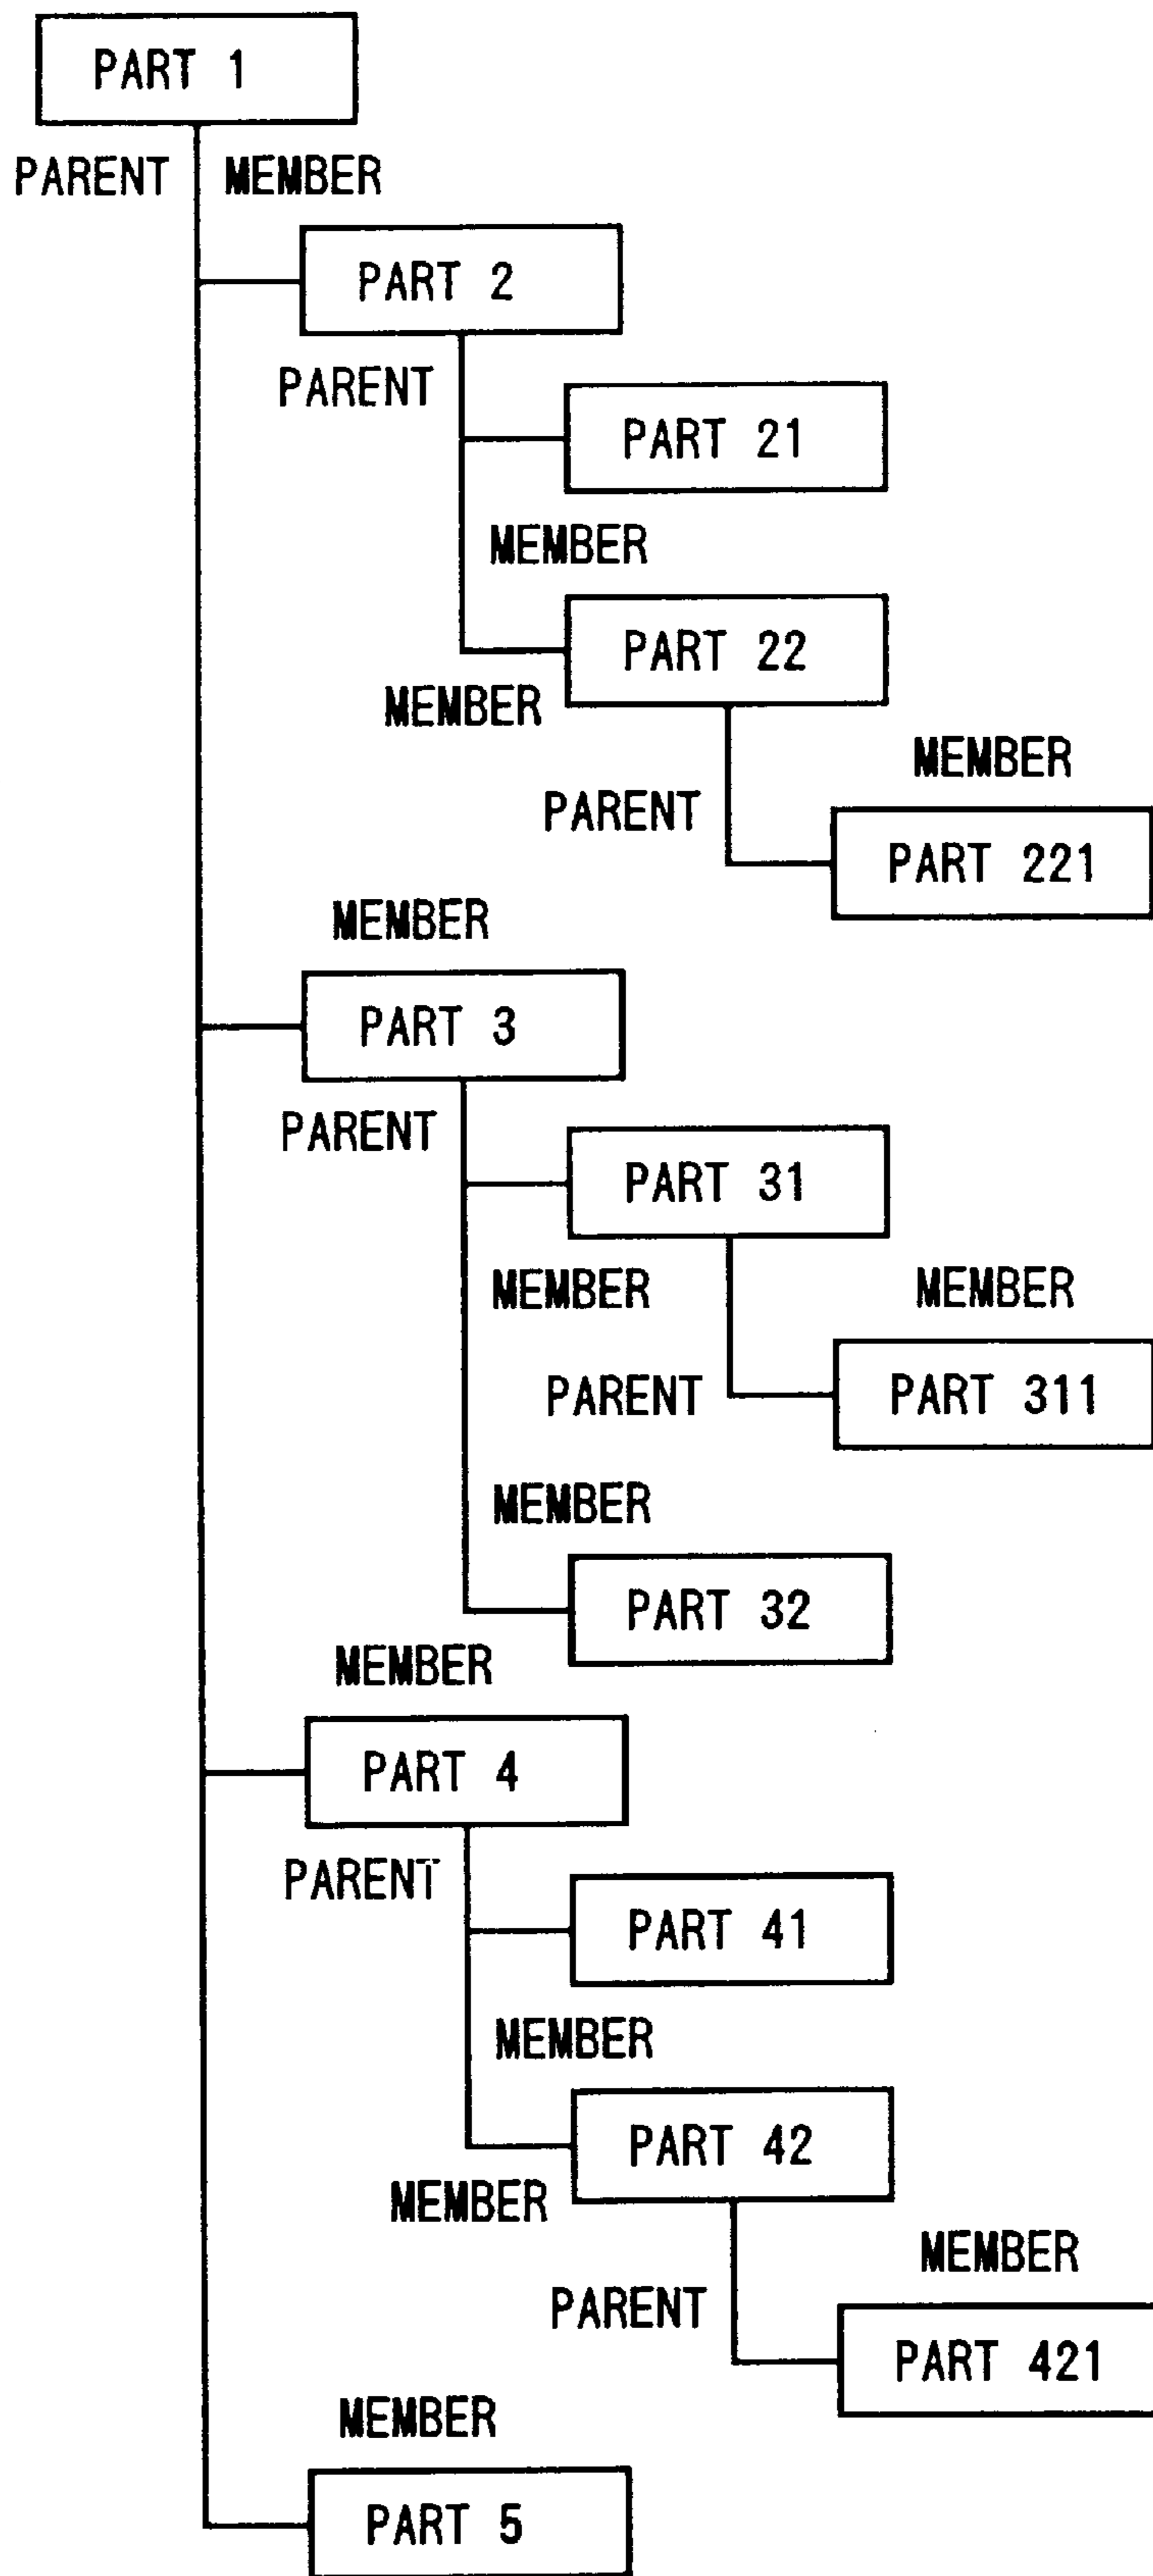 PART 1
PARENT MEMBER
PART 2
PARENT
PART 21
MEMBER
PART 22
MEMBER
MEMBER
PARENT
PART 221
MEMBER
PART 3
PARENT
PART 31
MEMBER
MEMBER
PARENT
PART 311
MEMBER
PART 32
MEMBER
PART 4
PARENT
PART 41
MEMBER
PART 42
MEMBER
MEMBER
PARENT
PART 421
MEMBER
PART 5